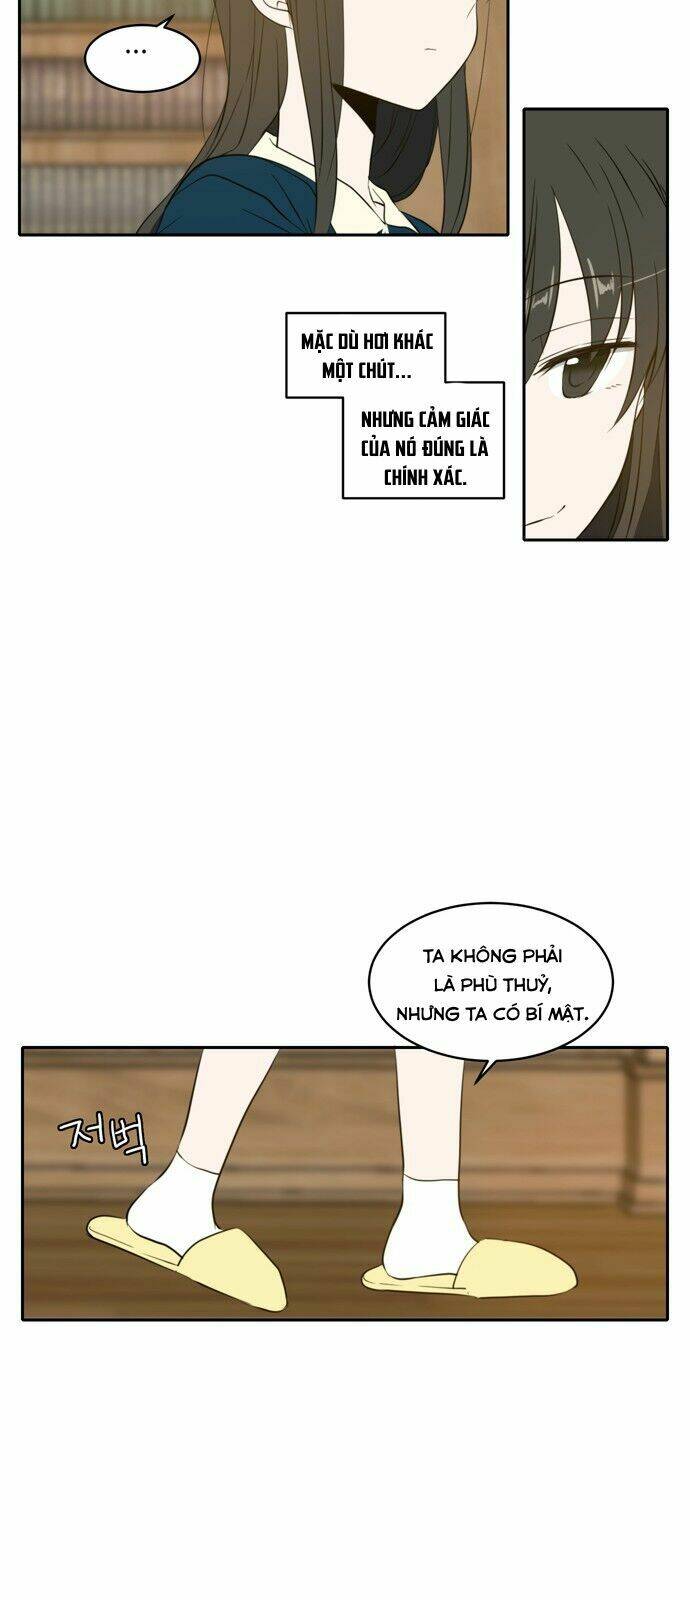 ...
MẶC DÙ HƠI KHÁC
MỘT CHÚT...
NHƯNG CẢM GIÁC
CỦA NÓ ĐÚNG LÀ
CHÍNH XÁC.
TA KHÔNG PHẢI
LÀ PHÙ THUỶ,
NHƯNG TA CÓ BÍ MẬT.
저벅